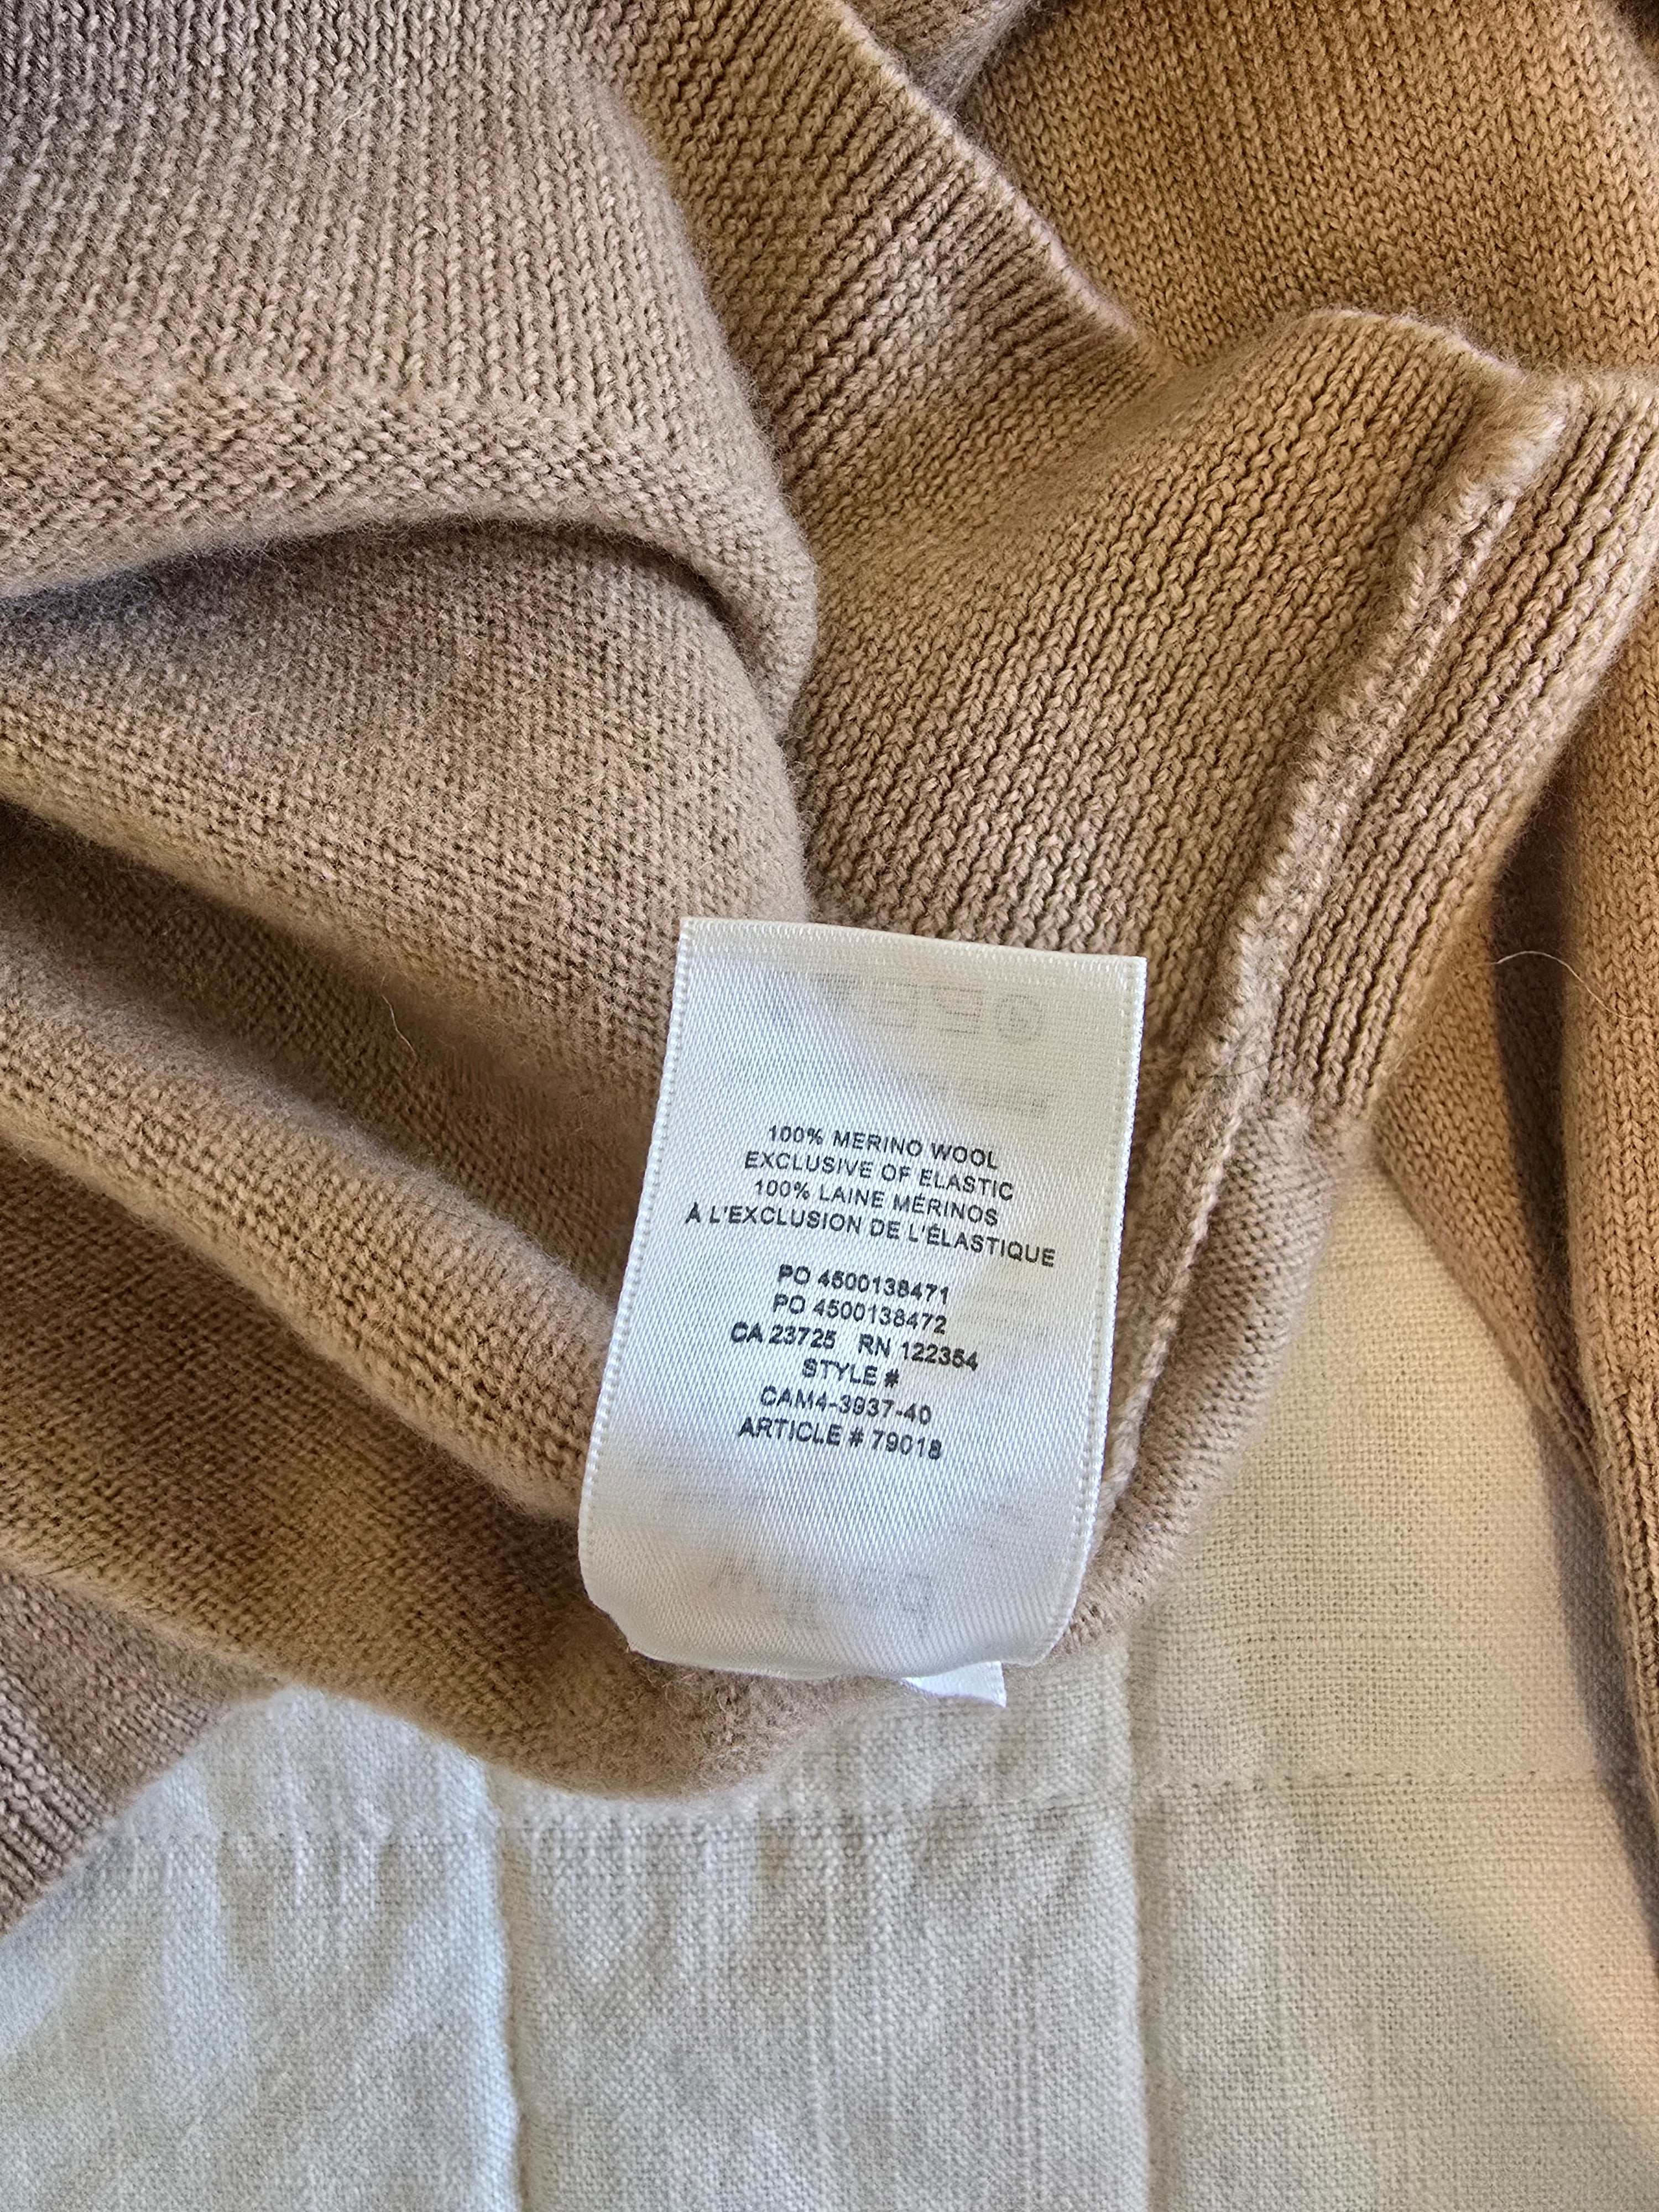 100% MERINO WOOL
EXCLUSIVE OF ELASTIC
100% LAINE MÉRINOS
À L'EXCLUSION DE L'ÉLASTIQUE
PO 4500138471
PO 4500138472
CA 23725 RN 122354
STYLE #
CAM4-3937-40
ARTICLE # 79018